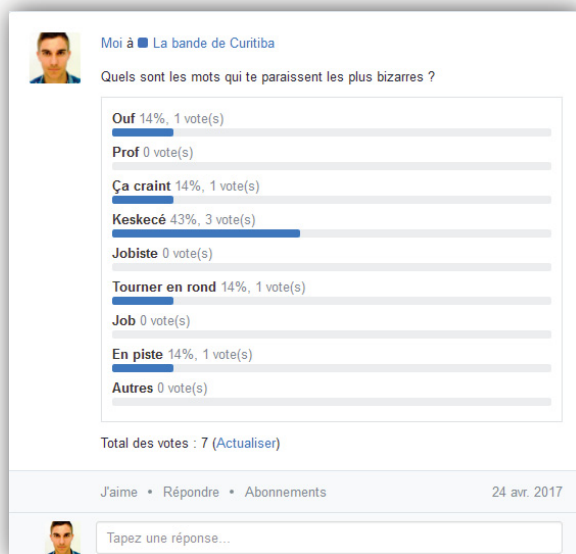 Moi à La bande de Curitiba
Quels sont les mots qui te paraissent les plus bizarres ?
Ouf 14%, 1 vote(s)
Prof 0 vote(s)
Ça craint 14%, 1 vote(s)
Keskecé 43%, 3 vote(s)
Jobiste 0 vote(s)
Tourner en rond 14%, 1 vote(s)
Job 0 vote(s)
En piste 14%, 1 vote(s)
Autres 0 vote(s)
Total des votes : 7 (Actualiser)
J'aime • Répondre • Abonnements 24 avr. 2017
Tapez une réponse...